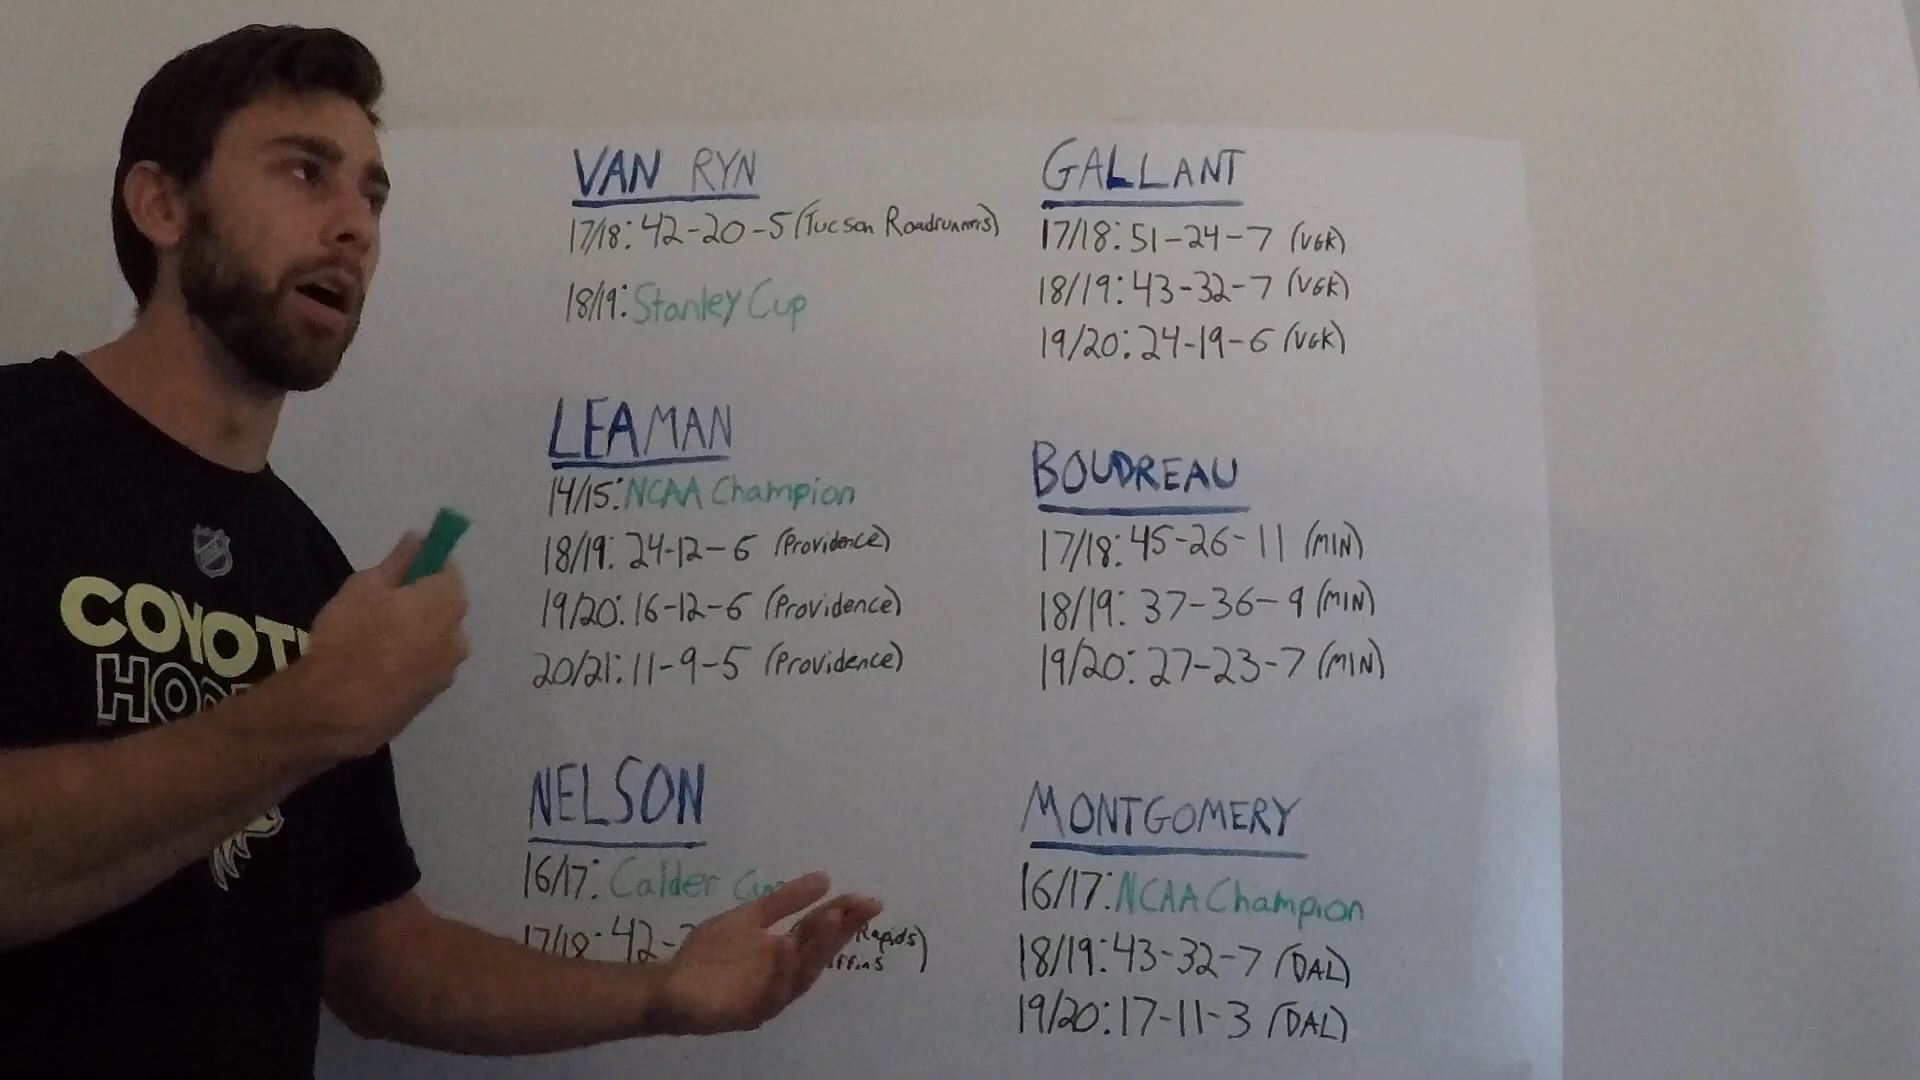 VAN RYN
17/18: 42-20-5 (Tucson Roadrunners)
18/19: Stanley Cup
LEAMAN
14/15: NCAA Champion
18/19: 24-12-6 (Providence)
19/20: 16-12-6 (Providence)
20/21: 11-9-5 (Providence)
NELSON
16/17: Calder
17/18: 42- Rapids)
GALLANT
17/18: 51-24-7 (VGK)
18/19: 43-32-7 (VGK)
19/20: 24-19-6 (VGK)
BOUDREAU
17/18: 45-26-11 (MIN)
18/19: 37-36-9 (MIN)
19/20: 27-23-7 (MIN)
MONTGOMERY
16/17: NCAA Champion
18/19: 43-32-7 (DAL)
19/20: 17-11-3 (DAL)
NHL
COYOT
HO